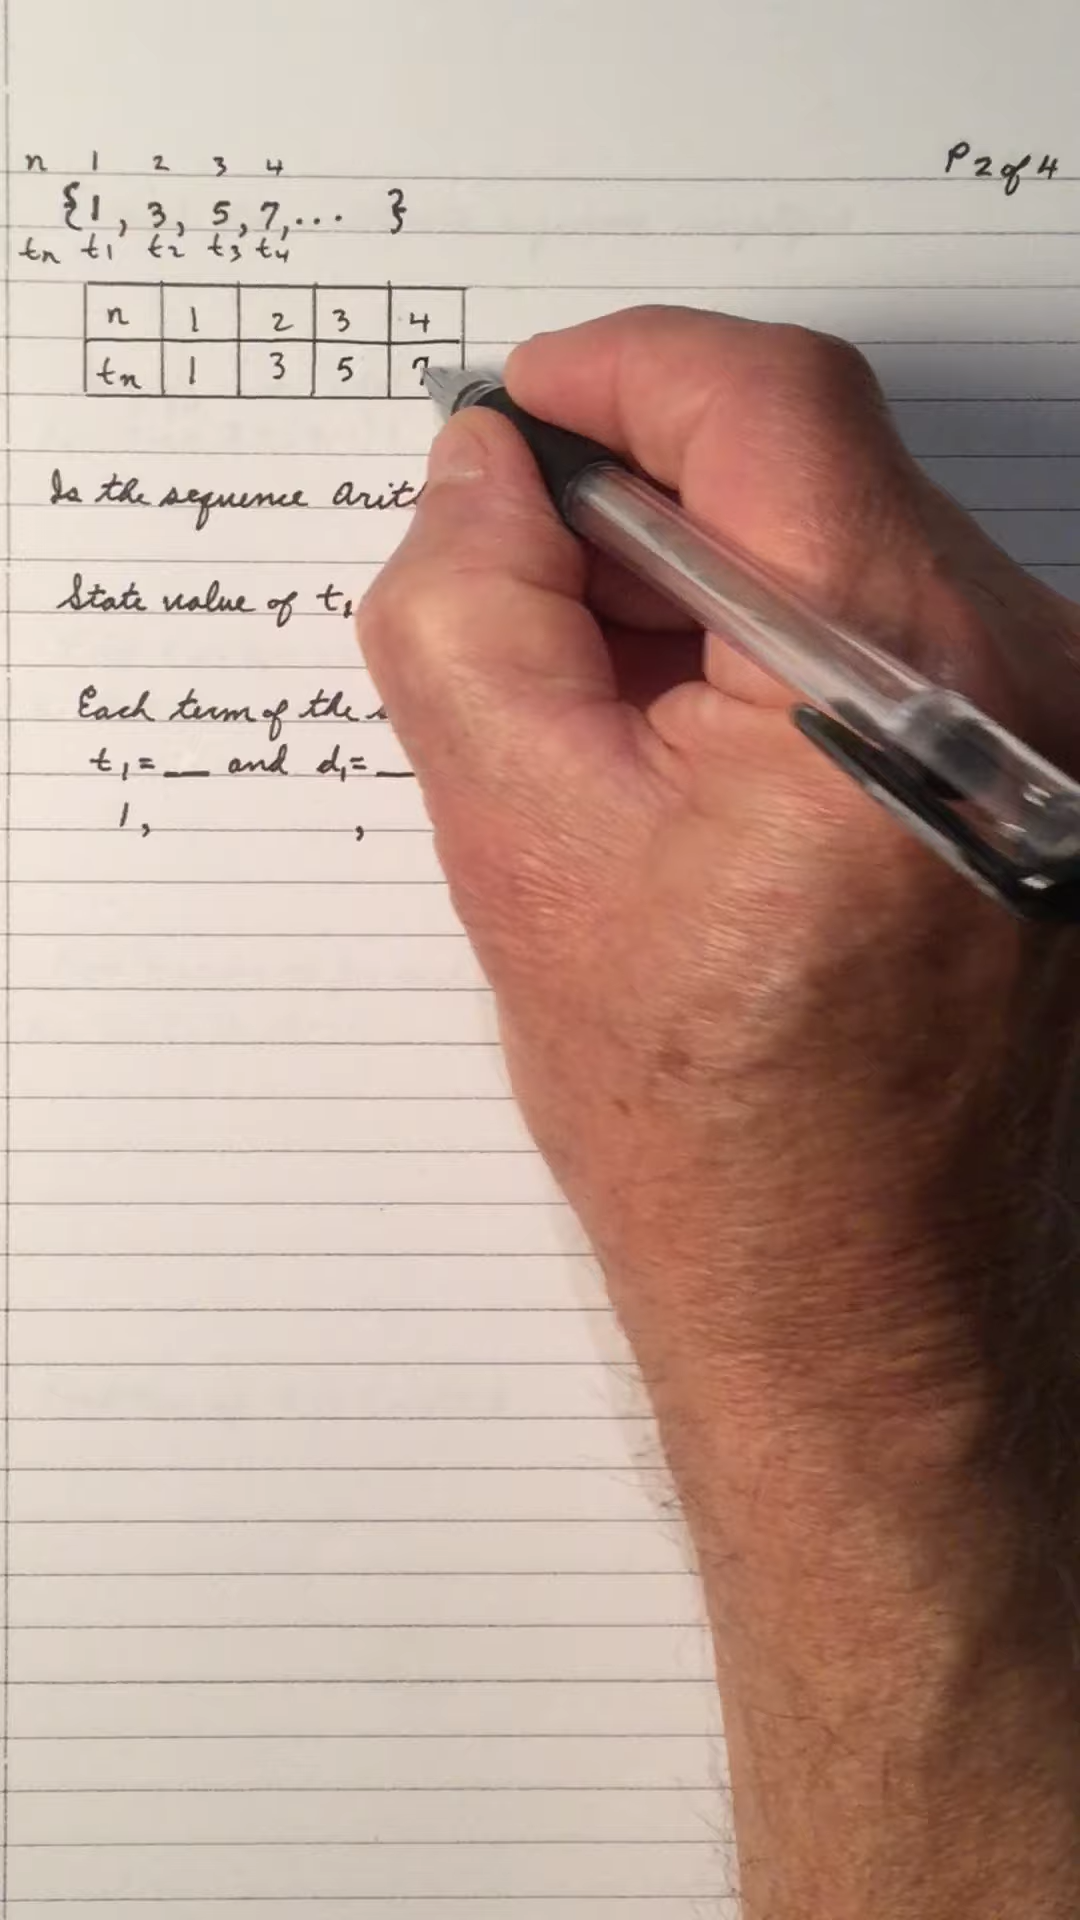 P 2 of 4
n 1 2 3 4
{1, 3, 5, 7, ... }
tn t1 t2 t3 t4
n 1 2 3 4
tn 1 3 5 7
Is the sequence
State value of t1
Each term of the
t1 = __ and d1 = __
1, ,